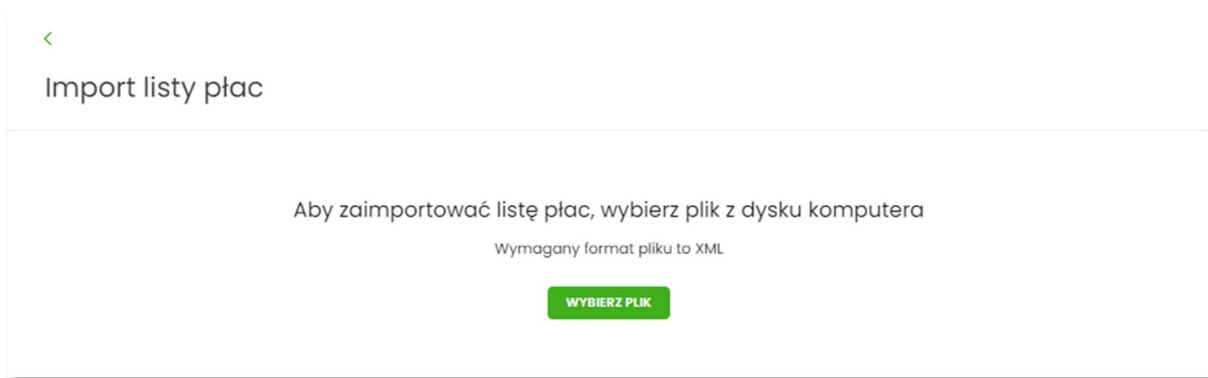 Import listy płac
Aby zaimportować listę płac, wybierz plik z dysku komputera
Wymagany format pliku to XML
WYBIERZ PLIK